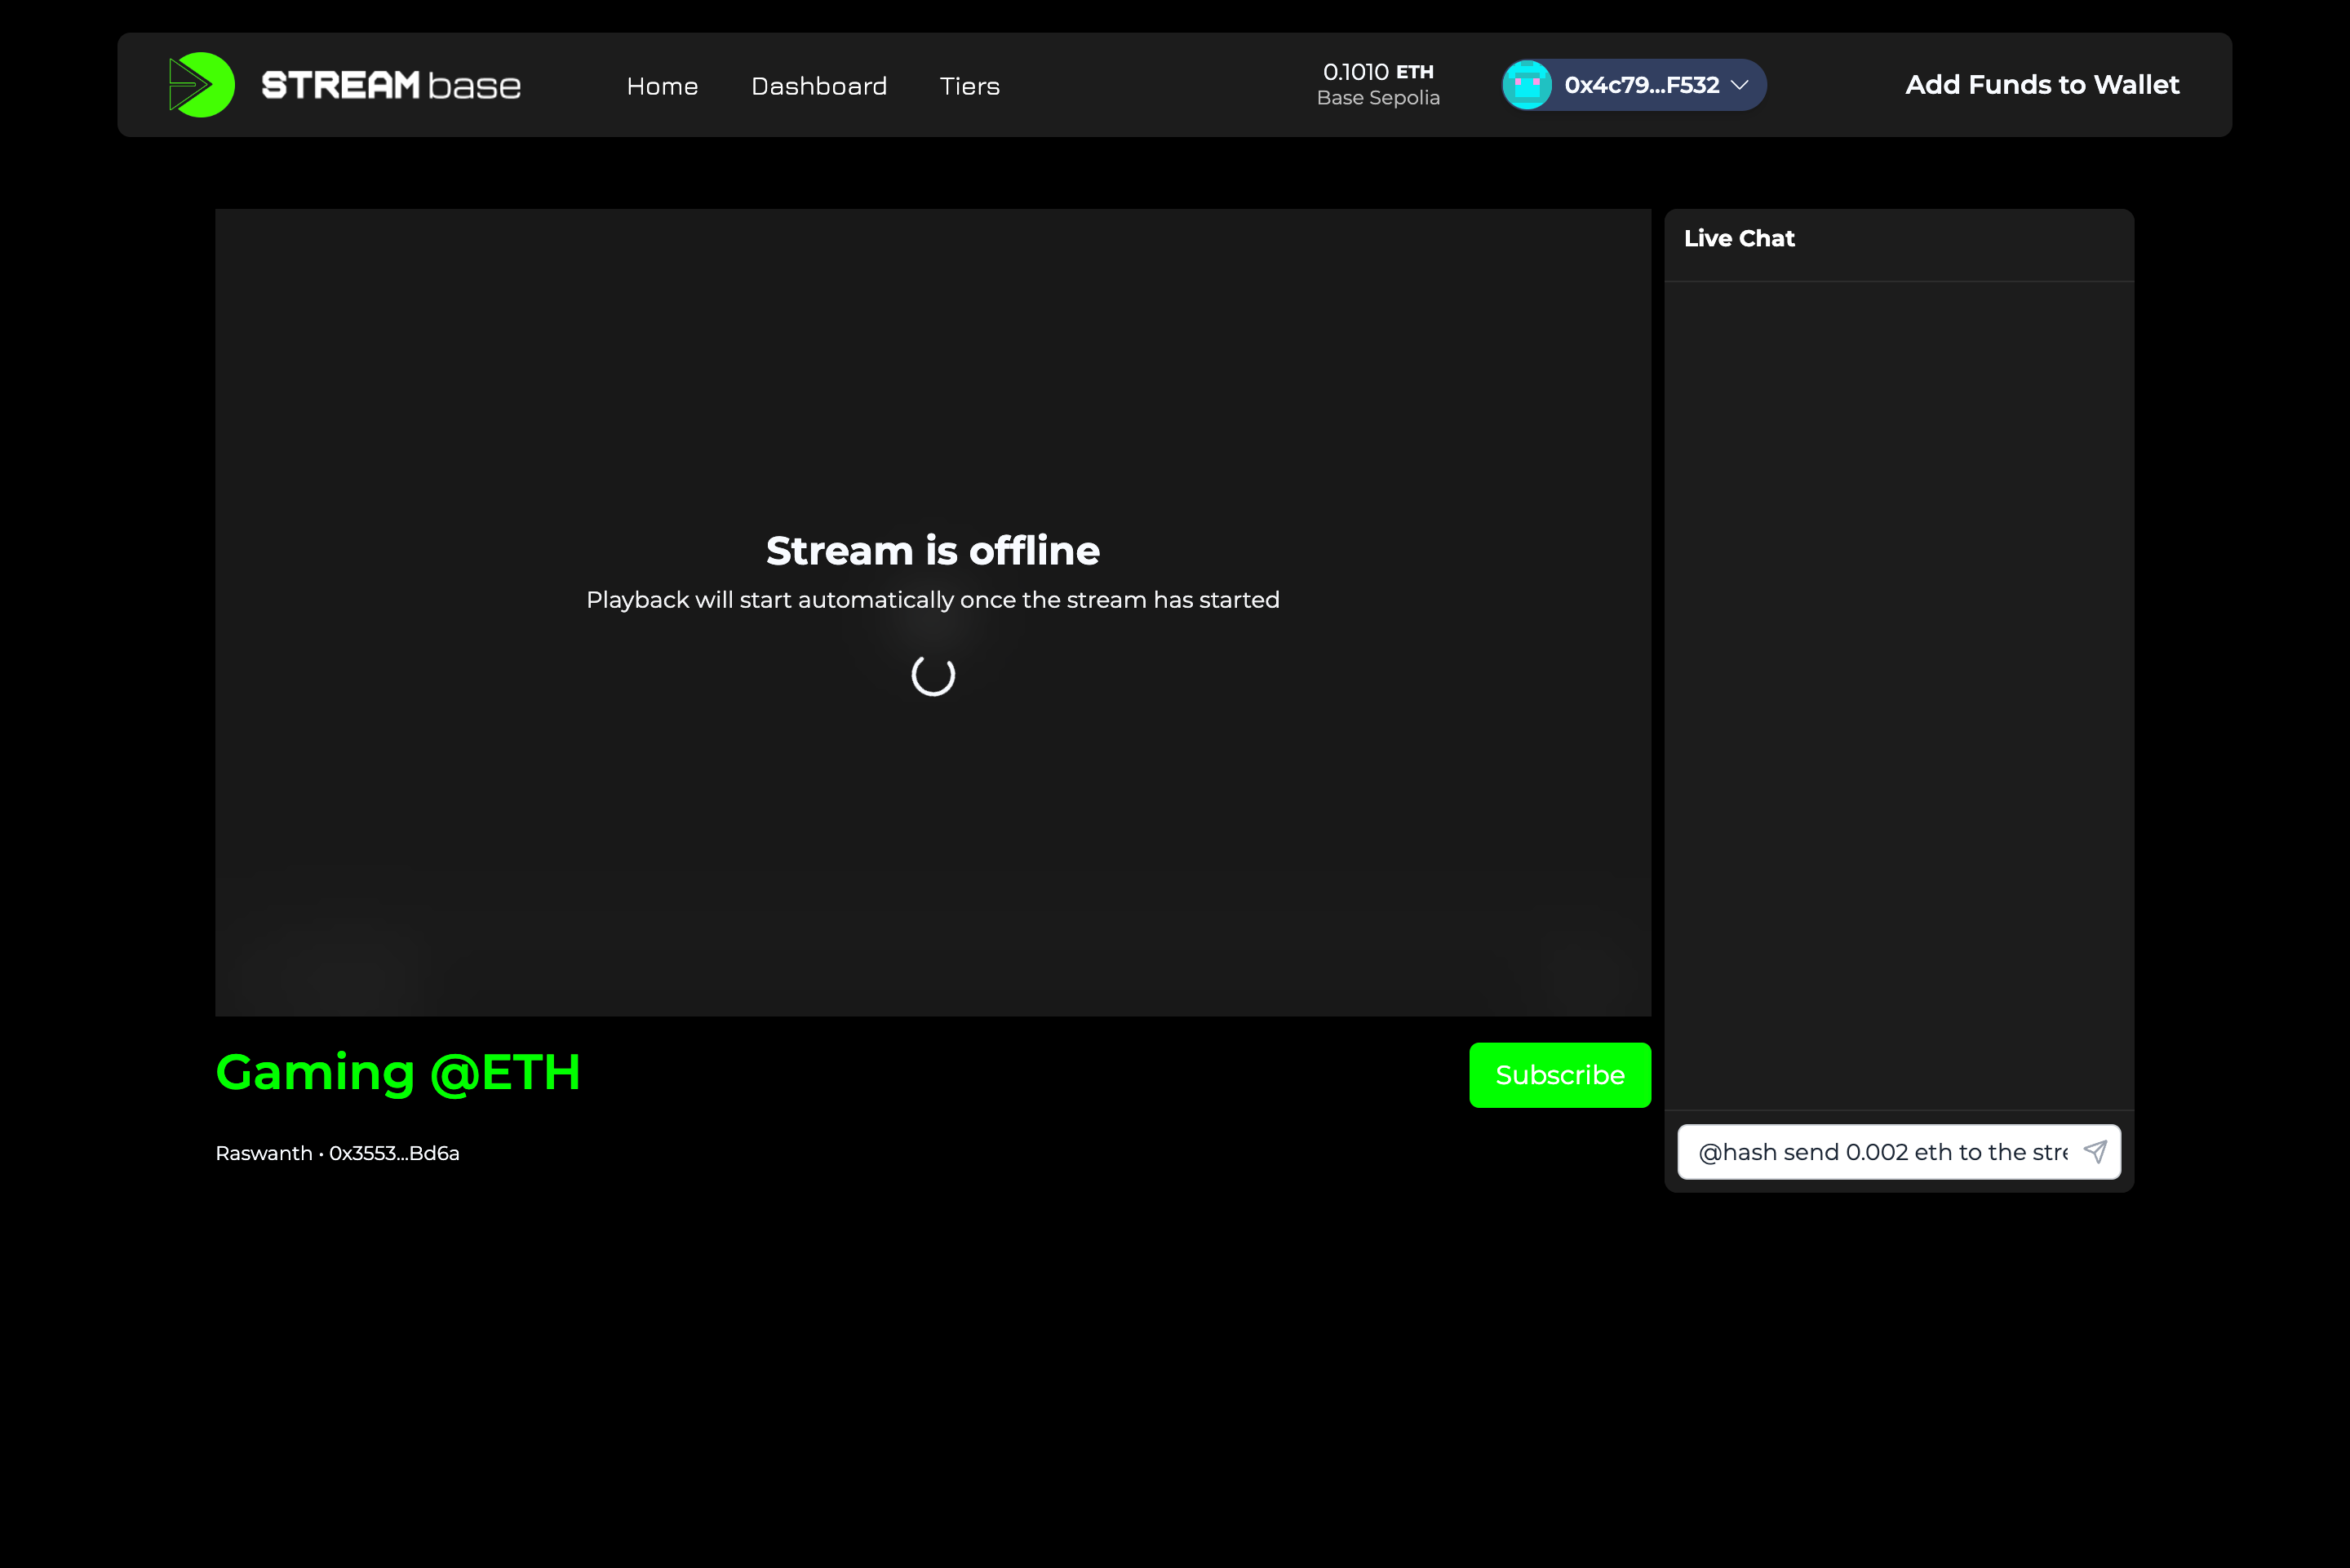 STREAM base
Home Dashboard Tiers
0.1010 ETH
Base Sepolia
0x4c79...F532
Add Funds to Wallet
Stream is offline
Playback will start automatically once the stream has started
Gaming @ETH
Subscribe
Raswanth • 0x3553...Bd6a
Live Chat
@hash send 0.002 eth to the